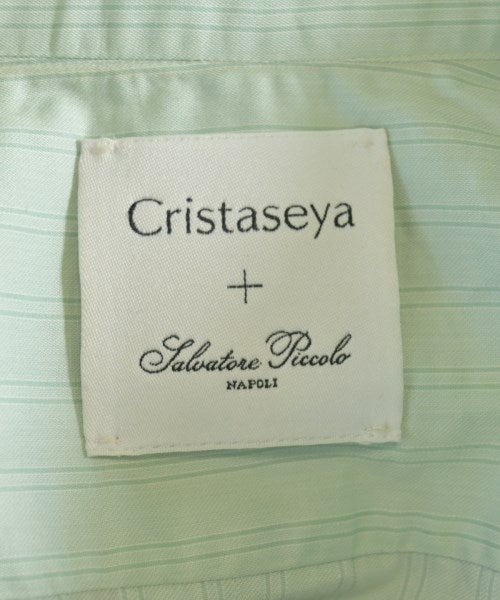 Cristaseya
+
Salvatore Piccolo
NAPOLI